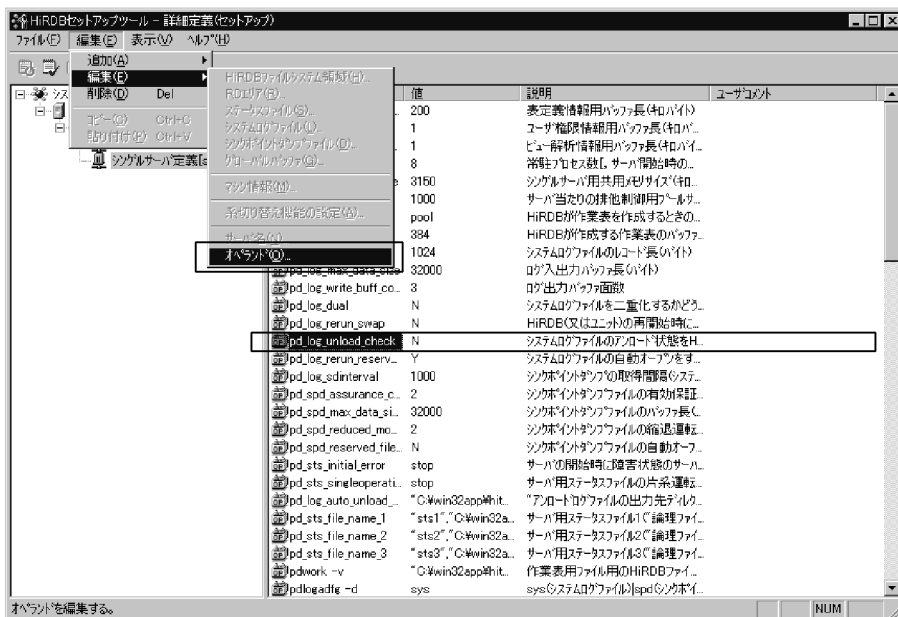 HiRDBセットアップツール - 詳細定義(セットアップ)
ファイル(F) 編集(E) 表示(V) ヘルプ(H)
追加(A)
編集(E)
削除(D) Del
コピー(C) Ctrl+C
貼り付け(P) Ctrl+V
シス
シングルサーバ定義[s
HiRDBファイルシステム領域(H)...
RDエリア(R)...
ステータスファイル(S)...
システムログファイル(L)...
シンクポイントダンプファイル(D)...
グローバルバッファ(G)...
マシン情報(M)...
系切り替え機能の設定(A)...
サーバ名(N)
オペランド(O)...
値 説明 ユーザコメント
200 表定義情報用バッファ長(キロバイト)
1 ユーザ権限情報用バッファ長(キロバ...
1 ビュー解析情報用バッファ長(キロバイ...
8 常駐プロセス数[, サーバ開始時の...
3150 シングルサーバ用共用メモリサイズ(キロ...
1000 サーバ当たりの排他制御用プールサ...
pool HiRDBが作業表を作成するときの...
384 HiRDBが作成する作業表のバッファ...
1024 システムログファイルのレコード長(バイト)
pd_log_max_data_size 32000 ログ入出力バッファ長(バイト)
pd_log_write_buff_co... 3 ログ出力バッファ面数
pd_log_dual N システムログファイルを二重化するかどう...
pd_log_rerun_swap N HiRDB(又はユニット)の再開始時に...
pd_log_unload_check N システムログファイルのアンロード状態をH...
pd_log_rerun_reserv... Y システムログファイルの自動オープンをす...
pd_log_sdinterval 1000 シンクポイントダンプの取得間隔(システ...
pd_spd_assurance_c... 2 シンクポイントダンプファイルの有効保証...
pd_spd_max_data_si... 32000 シンクポイントダンプファイルのバッファ長(...
pd_spd_reduced_mo... 2 シンクポイントダンプファイルの縮退運転...
pd_spd_reserved_file... N シンクポイントダンプファイルの自動オープ...
pd_sts_initial_error stop サーバの開始時に障害状態のサーバ...
pd_sts_singleoperati... stop サーバ用ステータスファイルの片系運転...
pd_log_auto_unload_... "C:¥win32app¥hit... "アンロードログファイルの出力先ディレク...
pd_sts_file_name_1 "sts1","C:¥win32a... サーバ用ステータスファイル1("論理ファイ...
pd_sts_file_name_2 "sts2","C:¥win32a... サーバ用ステータスファイル2("論理ファイ...
pd_sts_file_name_3 "sts3","C:¥win32a... サーバ用ステータスファイル3("論理ファイ...
pdwork -v "C:¥win32app¥hit... 作業表用ファイル用のHiRDBファイ...
pdlogadfg -d sys sys(システムログファイル)|spd(シンクポイ...
オペランドを編集する。 NUM